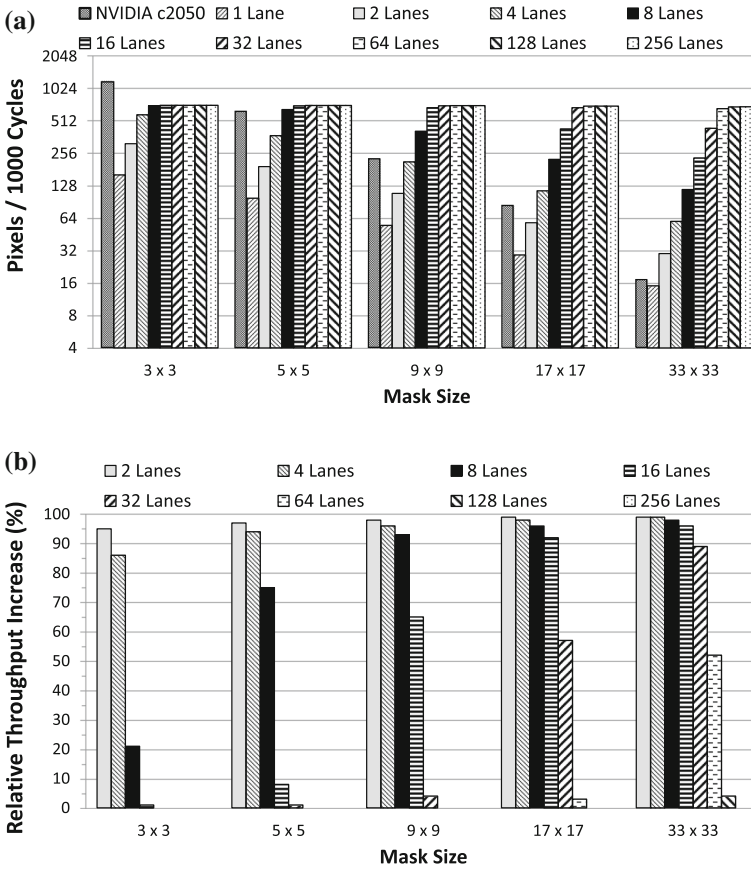 (a)
NVIDIA c2050 1 Lane 2 Lanes 4 Lanes 8 Lanes
16 Lanes 32 Lanes 64 Lanes 128 Lanes 256 Lanes
Pixels / 1000 Cycles
2048
1024
512
256
128
64
32
16
8
4
3 x 3 5 x 5 9 x 9 17 x 17 33 x 33
Mask Size
(b)
2 Lanes 4 Lanes 8 Lanes 16 Lanes
32 Lanes 64 Lanes 128 Lanes 256 Lanes
Relative Throughput Increase (%)
100
90
80
70
60
50
40
30
20
10
0
3 x 3 5 x 5 9 x 9 17 x 17 33 x 33
Mask Size